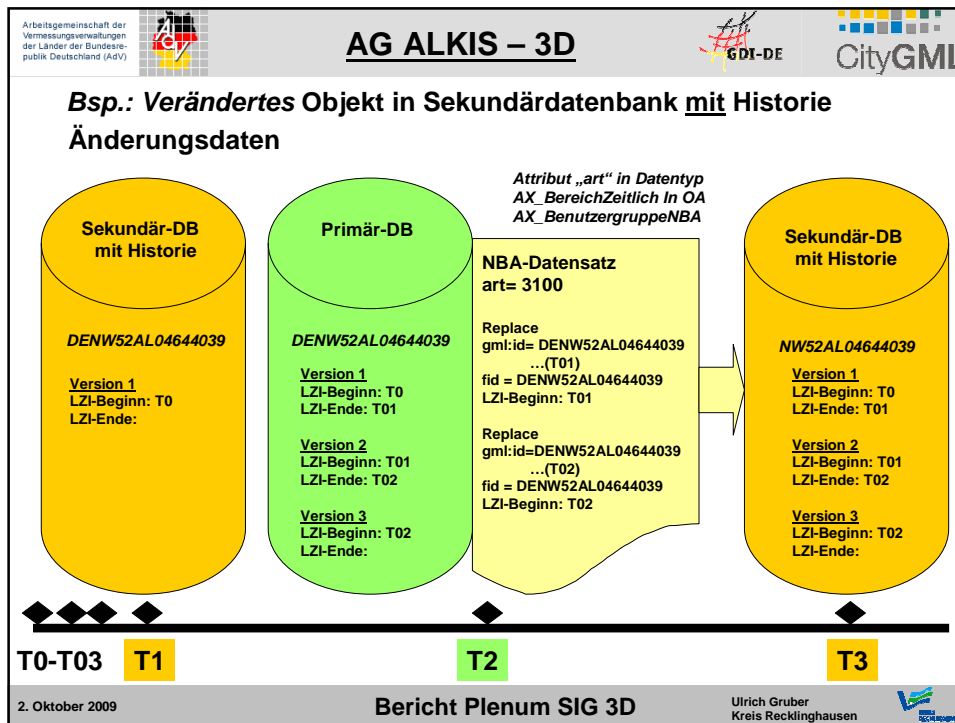 Arbeitsgemeinschaft der
Vermessungsverwaltungen
der Länder der Bundesre-
publik Deutschland (AdV)
AdV
AG ALKIS – 3D
GDI-DE
CityGML
Bsp.: Verändertes Objekt in Sekundärdatenbank mit Historie
Änderungsdaten
Attribut „art“ in Datentyp
AX_BereichZeitlich In OA
AX_BenutzergruppeNBA
Sekundär-DB
mit Historie
DENW52AL04644039
Version 1
LZI-Beginn: T0
LZI-Ende:
Primär-DB
DENW52AL04644039
Version 1
LZI-Beginn: T0
LZI-Ende: T01
Version 2
LZI-Beginn: T01
LZI-Ende: T02
Version 3
LZI-Beginn: T02
LZI-Ende:
NBA-Datensatz
art= 3100
Replace
gml:id= DENW52AL04644039
…(T01)
fid = DENW52AL04644039
LZI-Beginn: T01
Replace
gml:id=DENW52AL04644039
…(T02)
fid = DENW52AL04644039
LZI-Beginn: T02
Sekundär-DB
mit Historie
NW52AL04644039
Version 1
LZI-Beginn: T0
LZI-Ende: T01
Version 2
LZI-Beginn: T01
LZI-Ende: T02
Version 3
LZI-Beginn: T02
LZI-Ende:
T0-T03
T1
T2
T3
2. Oktober 2009
Bericht Plenum SIG 3D
Ulrich Gruber
Kreis Recklinghausen